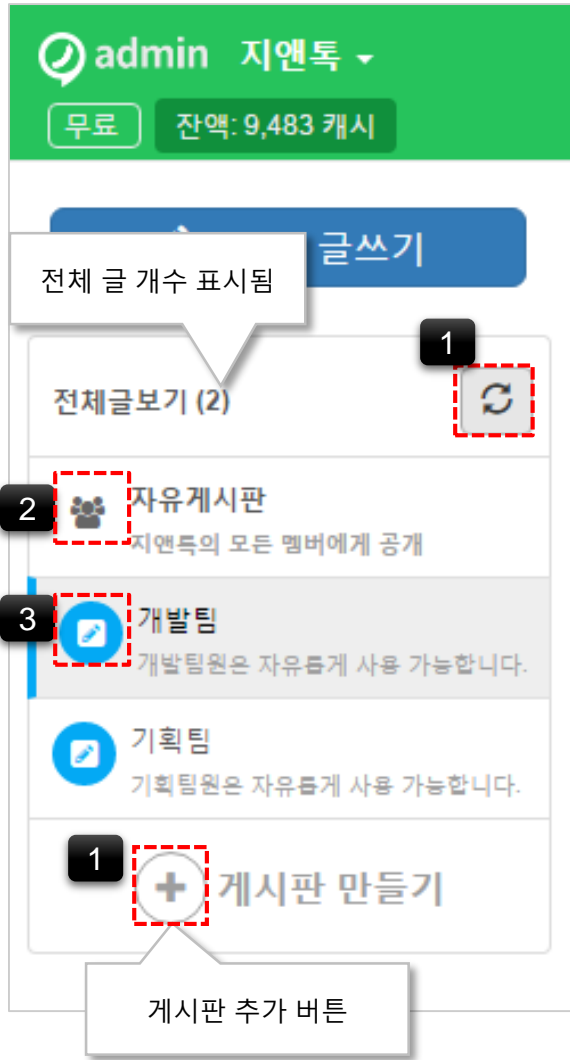 admin 지앤톡
무료 잔액: 9,483 캐시
글쓰기
전체 글 개수 표시됨
1
전체글보기 (2)
2
자유게시판
지앤톡의 모든 멤버에게 공개
3
개발팀
개발팀원은 자유롭게 사용 가능합니다.
기획팀
기획팀원은 자유롭게 사용 가능합니다.
1
게시판 만들기
게시판 추가 버튼